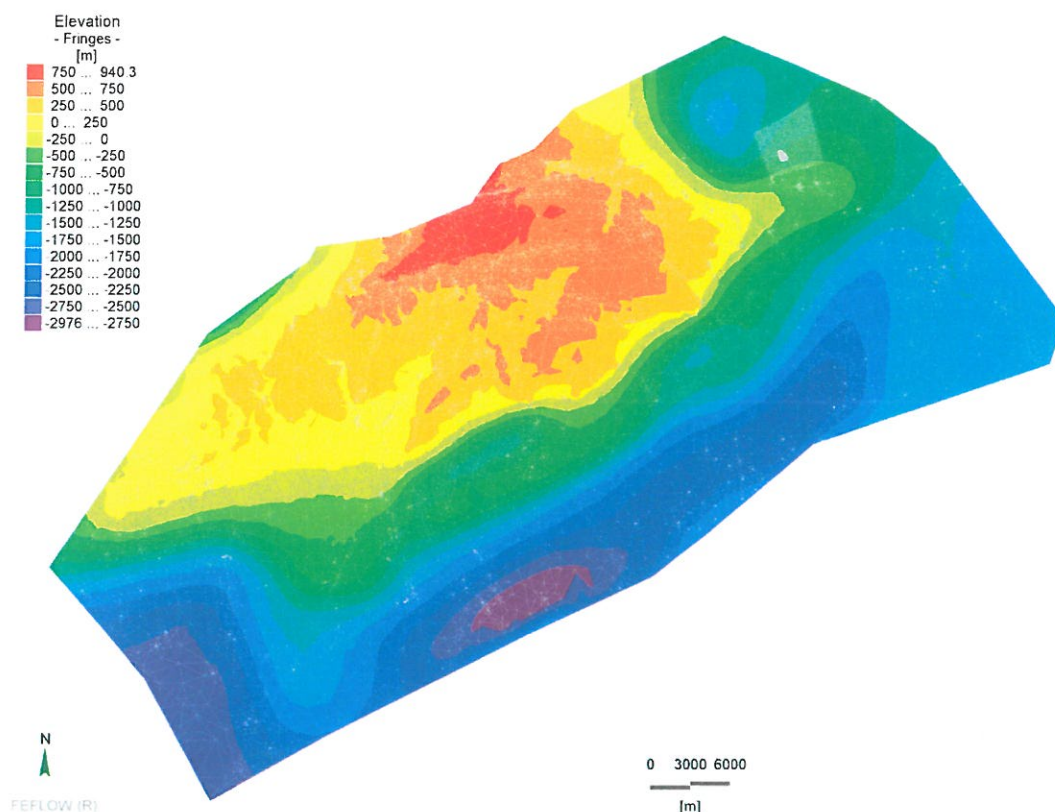 Elevation
- Fringes -
[m]
750 ... 940.3
500 ... 750
250 ... 500
0 ... 250
-250 ... 0
-500 ... -250
-750 ... -500
-1000 ... -750
-1250 ... -1000
-1500 ... -1250
-1750 ... -1500
-2000 ... -1750
-2250 ... -2000
-2500 ... -2250
-2750 ... -2500
-2976 ... -2750
N
0 3000 6000
[m]
FEFLOW (R)